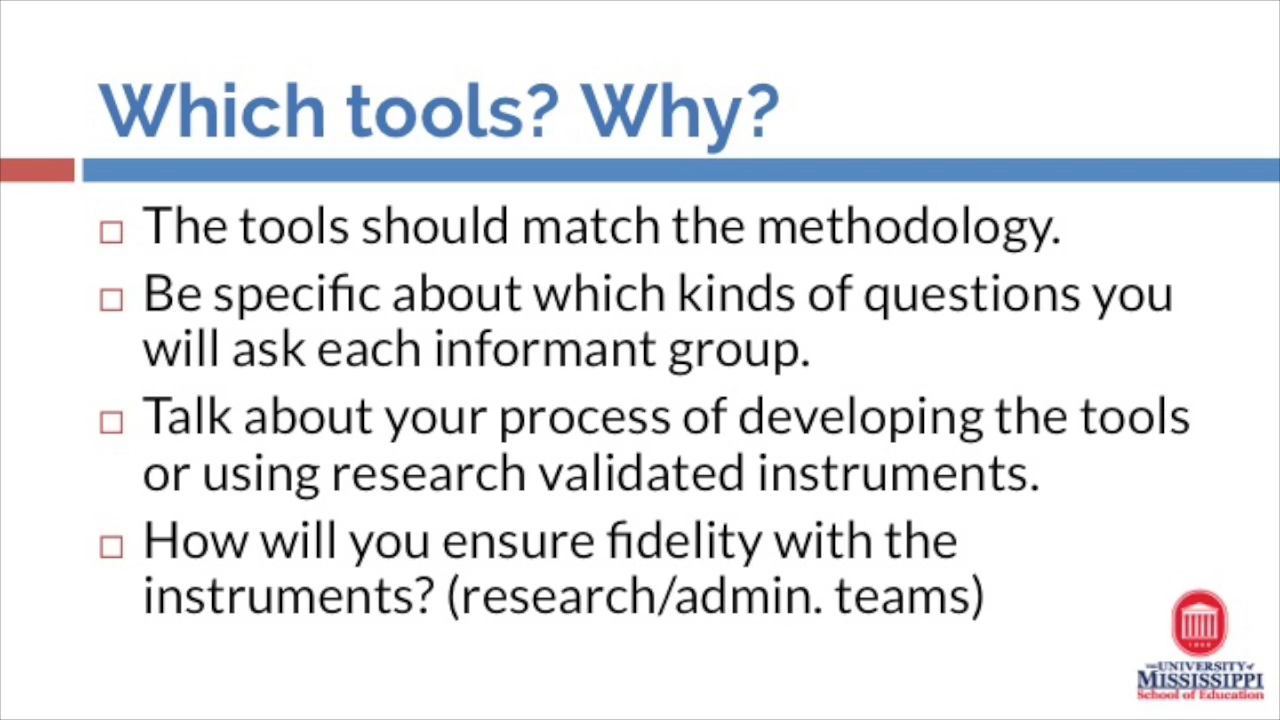 Which tools? Why?
The tools should match the methodology.
Be specific about which kinds of questions you
will ask each informant group.
Talk about your process of developing the tools
or using research validated instruments.
How will you ensure fidelity with the
instruments? (research/admin. teams)
THE UNIVERSITY of
MISSISSIPPI
School of Education